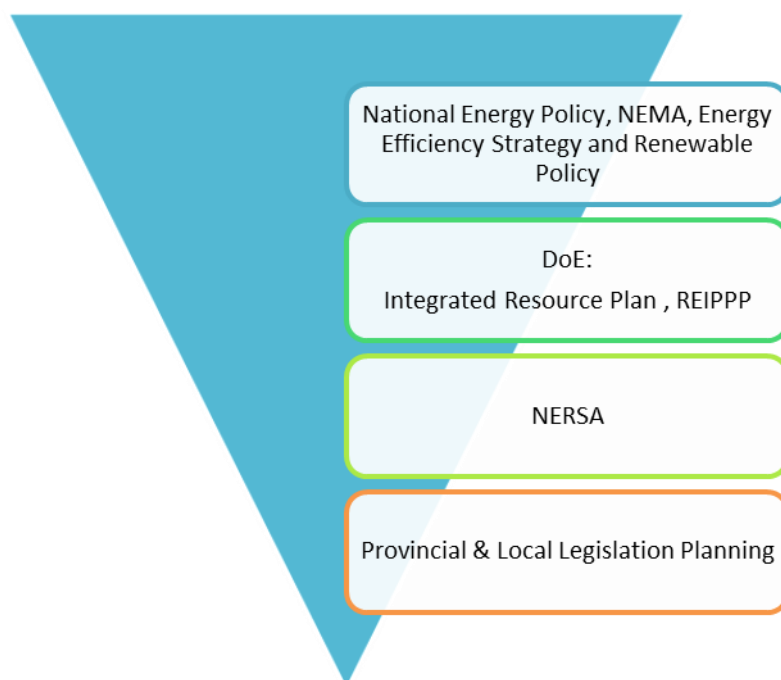 National Energy Policy, NEMA, Energy
Efficiency Strategy and Renewable
Policy
DoE:
Integrated Resource Plan , REIPPP
NERSA
Provincial & Local Legislation Planning